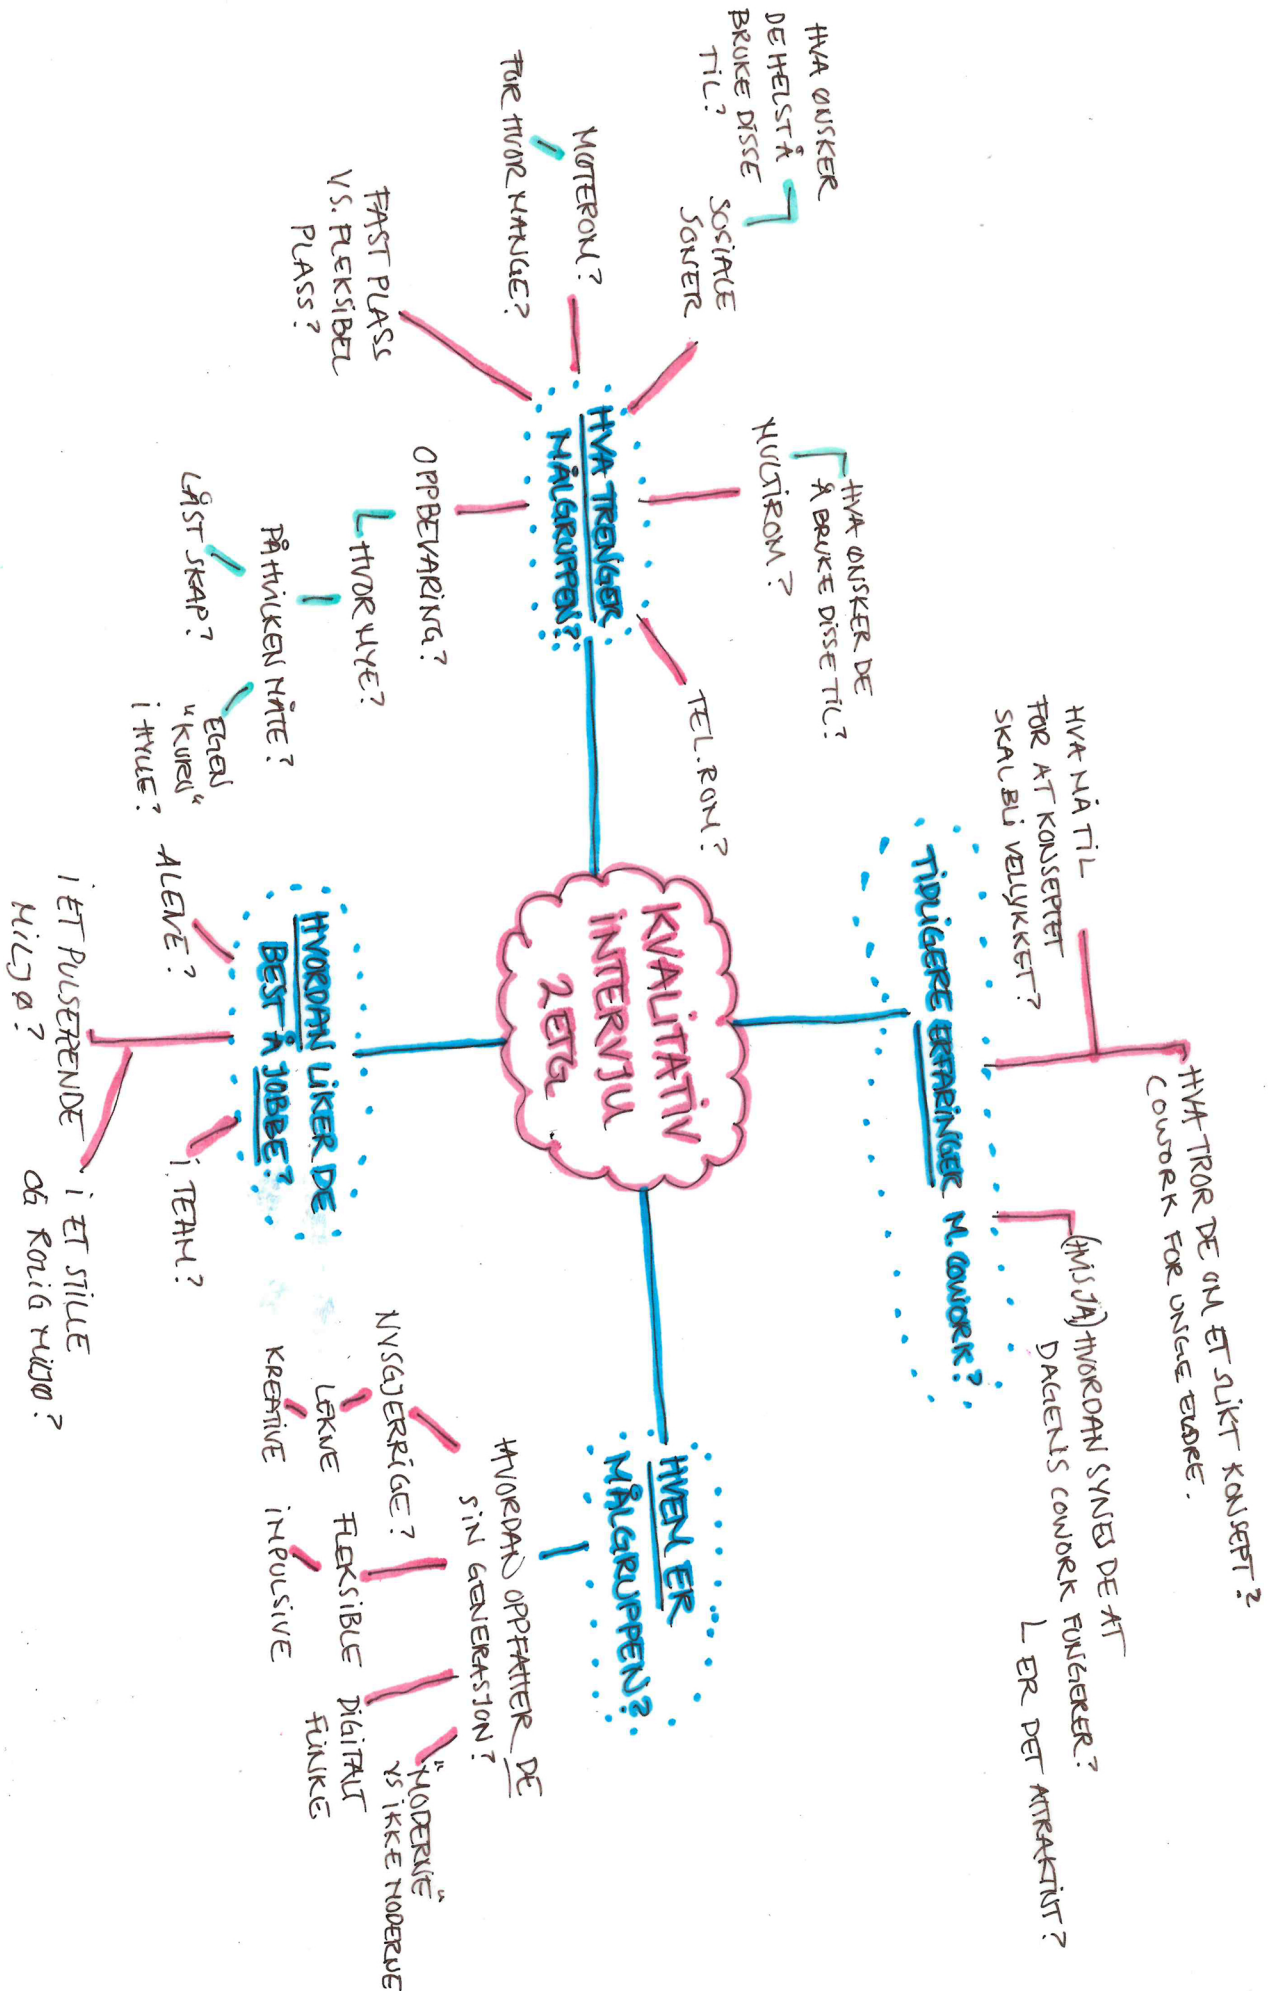 KVALITATIV
INTERVJU
2 ETG
TIDLIGERE ERFARINGER M. COWORK?
HVA MÅ TIL
FOR AT KONSEPTET
SKAL BLI VELLYKKET?
HVA TROR DE OM ET SLIKT KONSEPT?
COWORK FOR UNGE ELDRE.
(HVIS JA) HVORDAN SYNES DE AT
DAGENS COWORK FUNGERER?
ER DET ATTRAKTIVT?
HVA TRENGER
MÅLGRUPPEN?
FAST PLASS
VS. FLEKSIBEL
PLASS?
MØTEROM?
FOR HVOR MANGE?
SOSIALE
SONER
HVA ØNSKER
DE HELST Å
BRUKE DISSE
TIL?
MULTIROM?
HVA ØNSKER DE
Å BRUKE DISSE TIL?
TEL.ROM?
OPPBEVARING?
HVOR MYE?
PÅ HVILKEN MÅTE?
LÅST SKAP?
EGEN
"KURV"
I HYLLE?
HVORDAN LIKER DE
BEST Å JOBBE?
ALENE?
I ET PULSERENDE
MILJØ?
I ET STILLE
OG ROLIG MILJØ?
I TEAM?
HVEM ER
MÅLGRUPPEN?
HVORDAN OPPFATTER DE
SIN GENERASJON?
NYSGJERRIGE?
LEKNE
KREATIVE
FLEKSIBLE
IMPULSIVE
DIGITALT
FLINKE
"MODERNE"
VS IKKE MODERNE